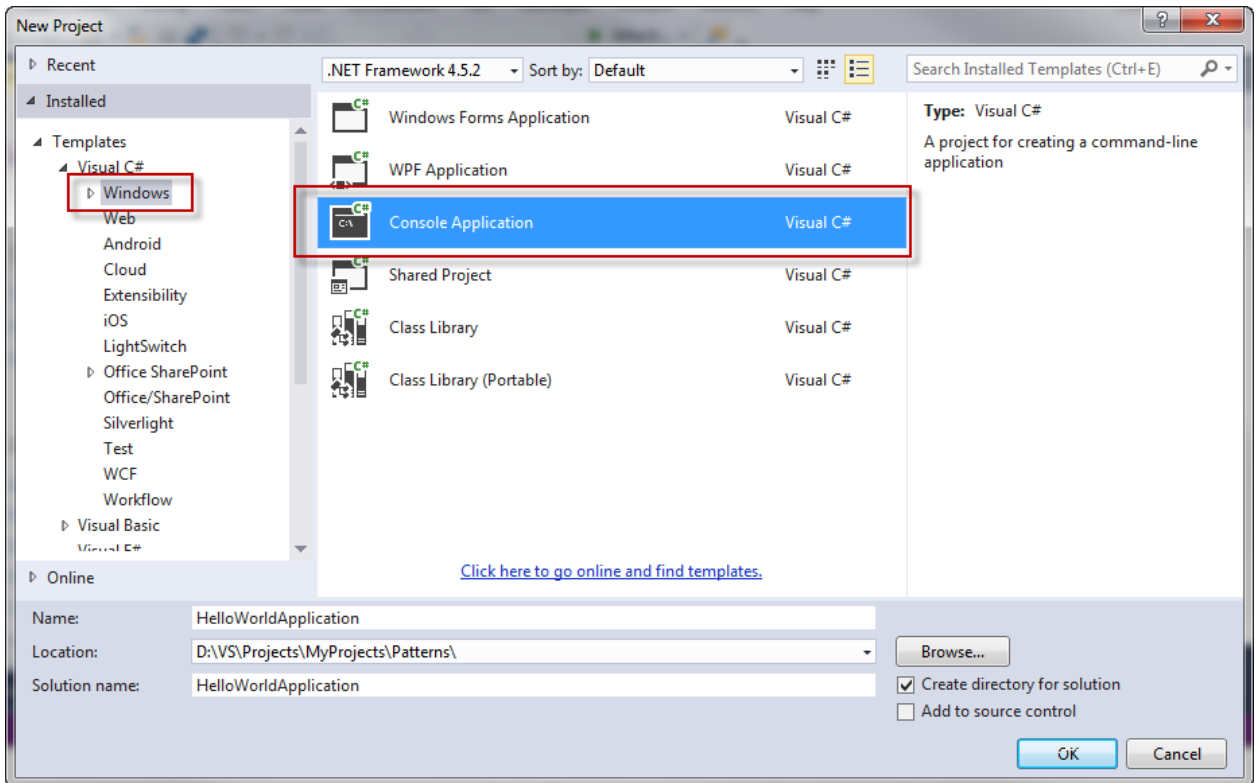 New Project
Recent
.NET Framework 4.5.2 Sort by: Default
Search Installed Templates (Ctrl+E)
Installed
Templates
Visual C#
Windows
Web
Android
Cloud
Extensibility
iOS
LightSwitch
Office SharePoint
Office/SharePoint
Silverlight
Test
WCF
Workflow
Visual Basic
Visual F#
Online
Windows Forms Application Visual C#
WPF Application Visual C#
Console Application Visual C#
Shared Project Visual C#
Class Library Visual C#
Class Library (Portable) Visual C#
Click here to go online and find templates.
Type: Visual C#
A project for creating a command-line
application
Name: HelloWorldApplication
Location: D:\VS\Projects\MyProjects\Patterns\
Browse...
Solution name: HelloWorldApplication
Create directory for solution
Add to source control
OK Cancel